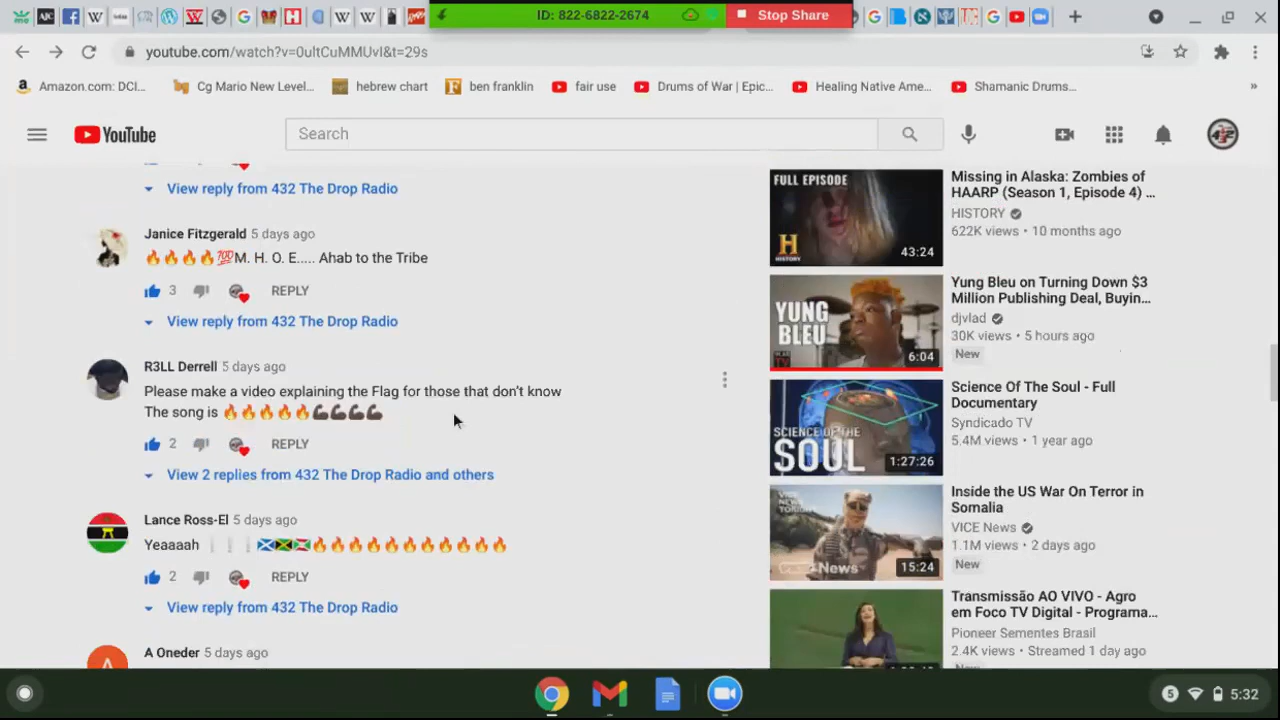 ID: 822-6822-2674
Stop Share
youtube.com/watch?v=0ultCuMMUvI&t=29s
Amazon.com: DCI...
Cg Mario New Level...
hebrew chart
ben franklin
fair use
Drums of War | Epic...
Healing Native Ame...
Shamanic Drums...
»
YouTube
Search
View reply from 432 The Drop Radio
Janice Fitzgerald 5 days ago
🔥🔥🔥🔥💯M. H. O. E..... Ahab to the Tribe
3
REPLY
View reply from 432 The Drop Radio
R3LL Derrell 5 days ago
Please make a video explaining the Flag for those that don't know
The song is 🔥🔥🔥🔥🔥💪🏿💪🏿💪🏿💪🏿
2
REPLY
View 2 replies from 432 The Drop Radio and others
Lance Ross-El 5 days ago
Yeaaaah
2
REPLY
View reply from 432 The Drop Radio
A Oneder 5 days ago
FULL EPISODE
H
HISTORY
43:24
Missing in Alaska: Zombies of
HAARP (Season 1, Episode 4) ...
HISTORY
622K views • 10 months ago
YUNG
BLEU
6:04
Yung Bleu on Turning Down $3
Million Publishing Deal, Buyin...
djvlad
30K views • 5 hours ago
New
SCIENCE OF THE
SOUL
1:27:26
Science Of The Soul - Full
Documentary
Syndicado TV
5.4M views • 1 year ago
News
15:24
Inside the US War On Terror in
Somalia
VICE News
1.1M views • 2 days ago
New
Transmissão AO VIVO - Agro
em Foco TV Digital - Programa...
Pioneer Sementes Brasil
2.4K views • Streamed 1 day ago
5
5:32